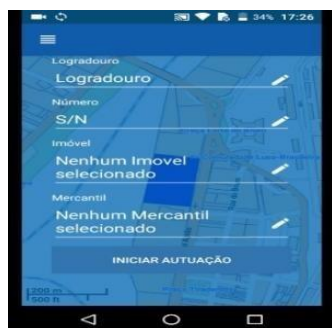 34% 17:26
Logradouro
Logradouro
Número
S/N
Imóvel
Nenhum Imovel
selecionado
Mercantil
Nenhum Mercantil
selecionado
INICIAR AUTUAÇÃO
200 m
500 ft